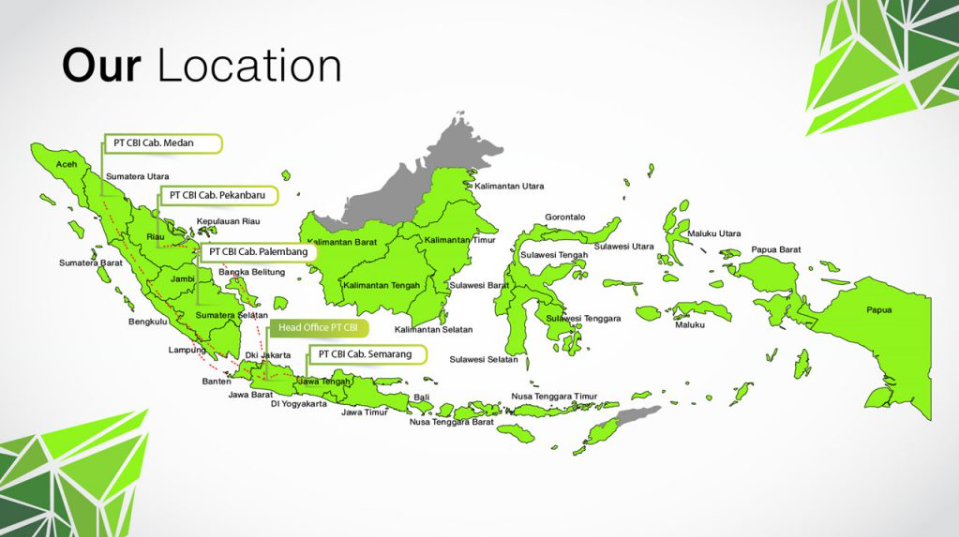 Our Location
PT CBI Cab. Medan
Aceh
Sumatera Utara
PT CBI Cab. Pekanbaru
Kalimantan Utara
Kepulauan Riau
Gorontalo
Riau
Kalimantan Barat
Kalimantan Timur
Sulawesi Utara
Maluku Utara
Papua Barat
PT CBI Cab. Palembang
Sulawesi Tengah
Sumatera Barat
Bangka Belitung
Jambi
Kalimantan Tengah
Sulawesi Barat
Papua
Sumatera Selatan
Sulawesi Tenggara
Bengkulu
Head Office PT CBI
Kalimantan Selatan
Maluku
Lampung
Dki Jakarta
PT CBI Cab. Semarang
Sulawesi Selatan
Banten
Jawa Tengah
Jawa Barat
Bali
Nusa Tenggara Timur
DI Yogyakarta
Jawa Timur
Nusa Tenggara Barat